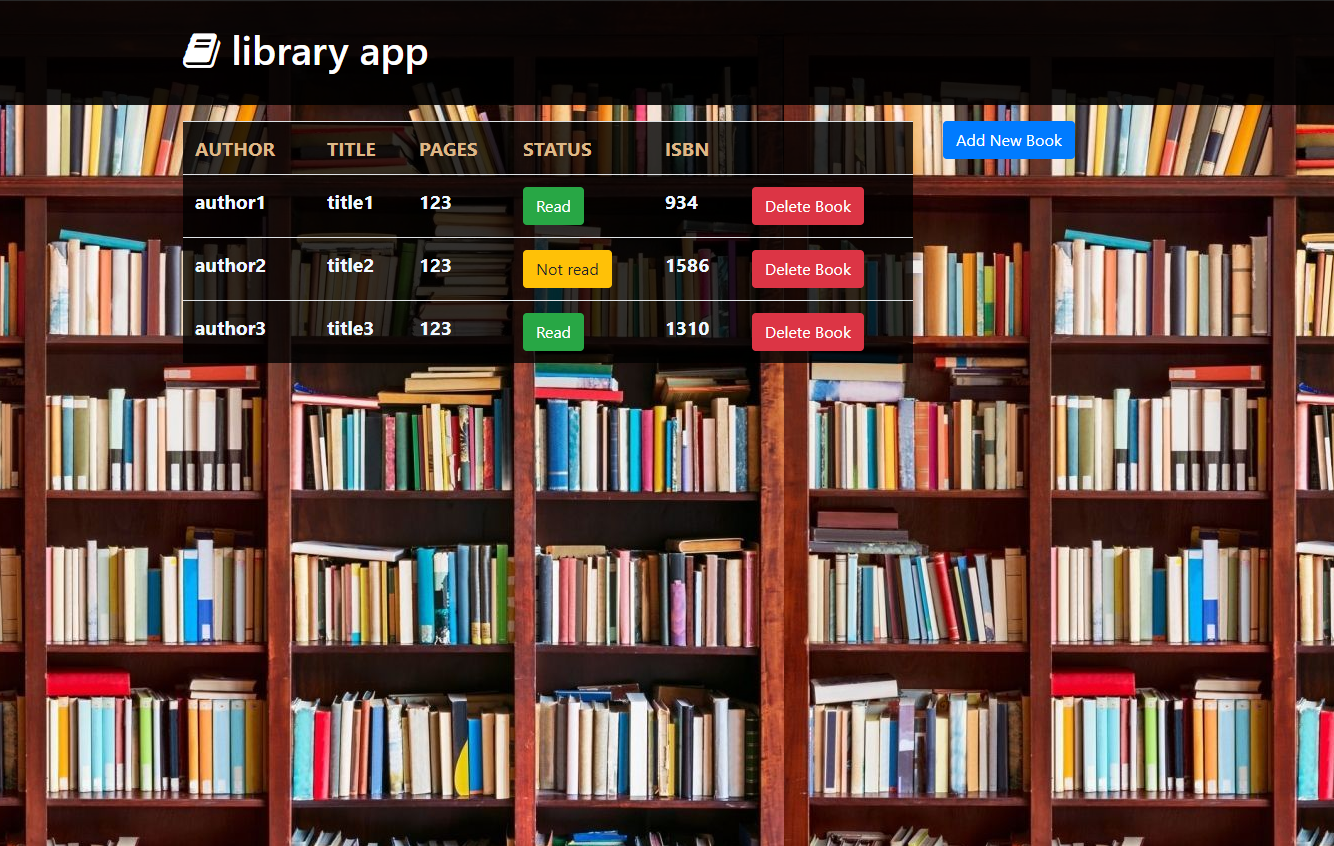 library app
AUTHOR TITLE PAGES STATUS ISBN
Add New Book
author1 title1 123 Read 934 Delete Book
author2 title2 123 Not read 1586 Delete Book
author3 title3 123 Read 1310 Delete Book